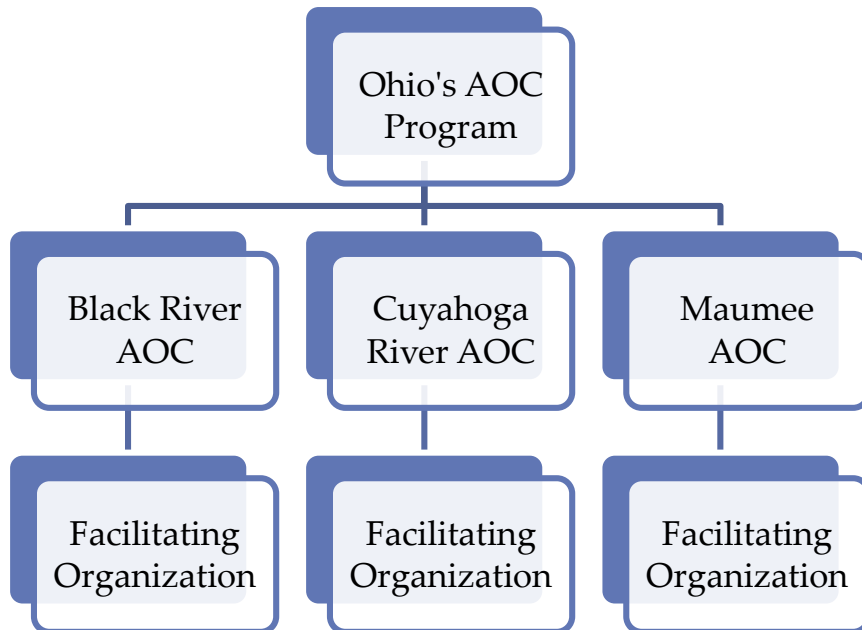 Ohio's AOC
Program
Black River
AOC
Cuyahoga
River AOC
Maumee
AOC
Facilitating
Organization
Facilitating
Organization
Facilitating
Organization